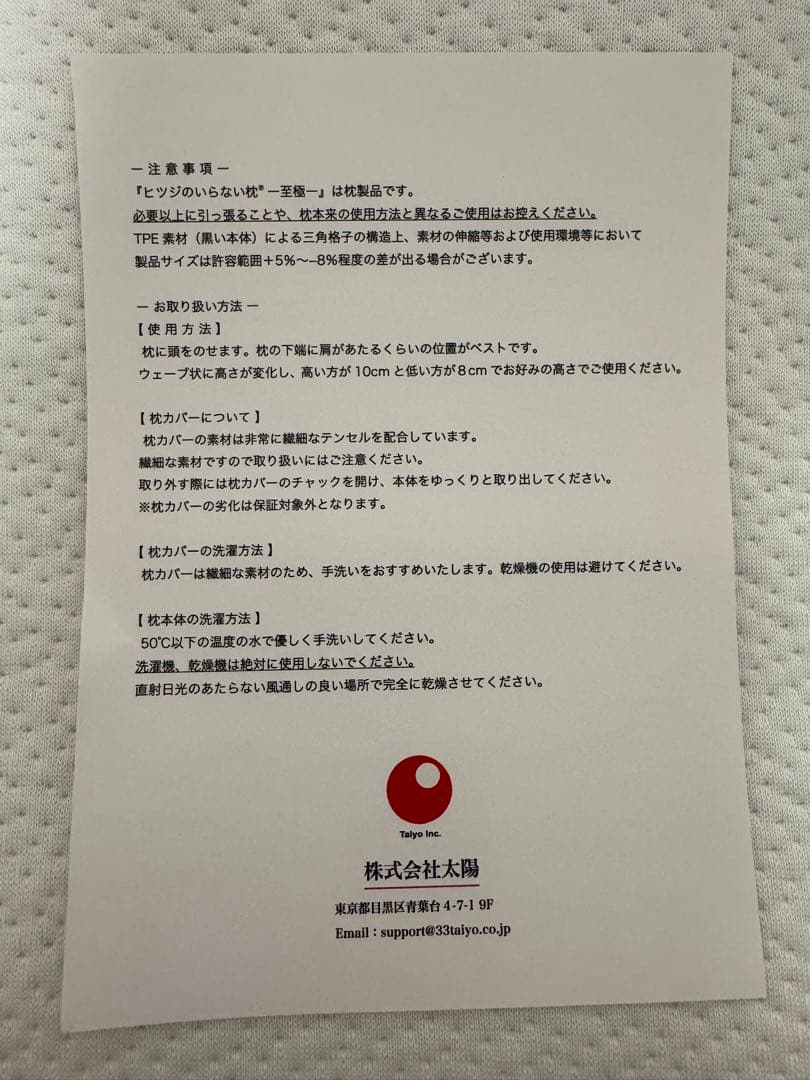 ― 注 意 事 項 ―
『ヒツジのいらない枕® ―至極―』は枕製品です。
必要以上に引っ張ることや、枕本来の使用方法と異なるご使用はお控えください。
TPE 素材（黒い本体）による三角格子の構造上、素材の伸縮等および使用環境等において
製品サイズは許容範囲＋5%～−8%程度の差が出る場合がございます。
― お取り扱い方法 ―
【 使 用 方 法 】
枕に頭をのせます。枕の下端に肩があたるくらいの位置がベストです。
ウェーブ状に高さが変化し、高い方が 10cm と低い方が 8 cm でお好みの高さでご使用ください。
【 枕カバーについて 】
枕カバーの素材は非常に繊細なテンセルを配合しています。
繊細な素材ですので取り扱いにはご注意ください。
取り外す際には枕カバーのチャックを開け、本体をゆっくりと取り出してください。
※枕カバーの劣化は保証対象外となります。
【 枕カバーの洗濯方法 】
枕カバーは繊細な素材のため、手洗いをおすすめいたします。乾燥機の使用は避けてください。
【 枕本体の洗濯方法 】
50℃以下の温度の水で優しく手洗いしてください。
洗濯機、乾燥機は絶対に使用しないでください。
直射日光のあたらない風通しの良い場所で完全に乾燥させてください。
Taiyo Inc.
株式会社太陽
東京都目黒区青葉台 4-7-1 9F
Email：support@33taiyo.co.jp